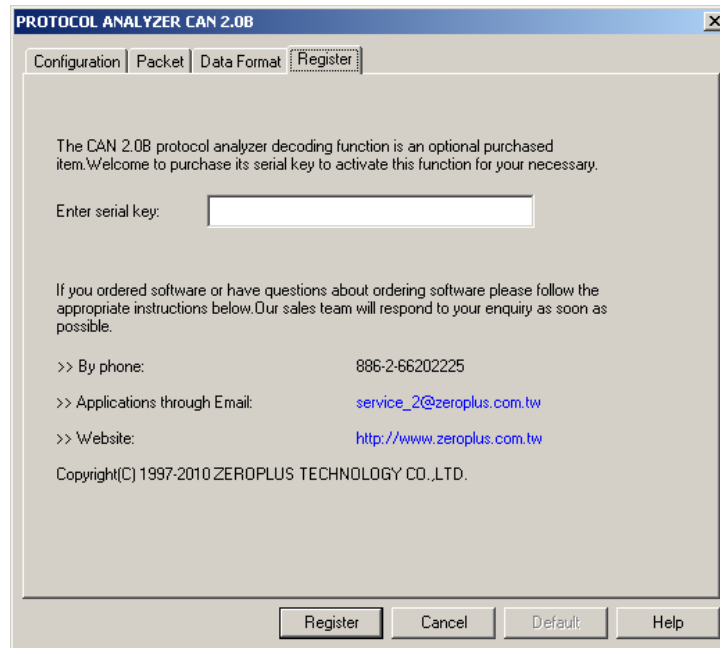 PROTOCOL ANALYZER CAN 2.0B
Configuration Packet Data Format Register
The CAN 2.0B protocol analyzer decoding function is an optional purchased
item.Welcome to purchase its serial key to activate this function for your necessary.
Enter serial key:
If you ordered software or have questions about ordering software please follow the
appropriate instructions below.Our sales team will respond to your enquiry as soon as
possible.
>> By phone: 886-2-66202225
>> Applications through Email: service_2@zeroplus.com.tw
>> Website: http://www.zeroplus.com.tw
Copyright(C) 1997-2010 ZEROPLUS TECHNOLOGY CO.,LTD.
Register Cancel Default Help